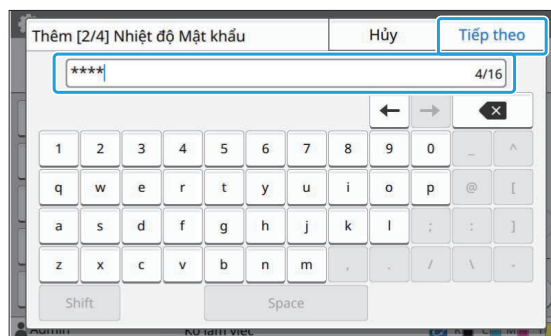 Thêm [2/4] Nhiệt độ Mật khẩu Hủy Tiếp theo
**** 4/16
← →
1 2 3 4 5 6 7 8 9 0 _ ^
q w e r t y u i o p @ [
a s d f g h j k l ; : ]
z x c v b n m , . / \ -
Shift Space
Admin